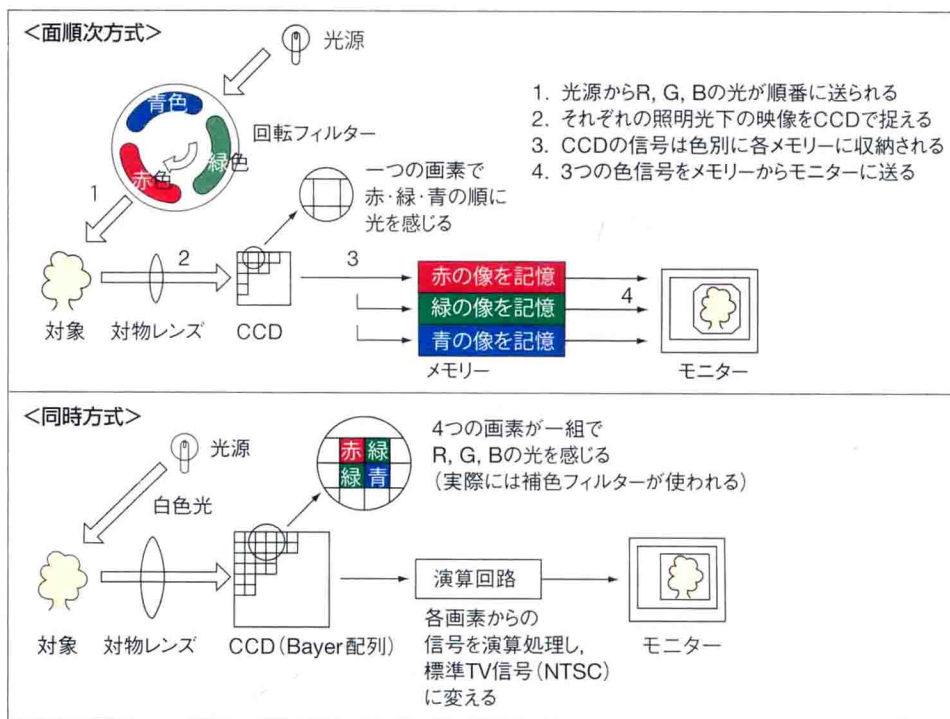 <面順次方式>
光源
青色
緑色
赤色
回転フィルター
1. 光源からR, G, Bの光が順番に送られる
2. それぞれの照明光下の映像をCCDで捉える
3. CCDの信号は色別に各メモリーに収納される
4. 3つの色信号をメモリーからモニターに送る
一つの画素で
赤・緑・青の順に
光を感じる
1
2
3
4
赤の像を記憶
緑の像を記憶
青の像を記憶
対象
対物レンズ
CCD
メモリー
モニター
<同時方式>
光源
白色光
赤 緑
緑 青
4つの画素が一組で
R, G, Bの光を感じる
(実際には補色フィルターが使われる)
演算回路
対象
対物レンズ
CCD(Bayer配列)
各画素からの
信号を演算処理し,
標準TV信号(NTSC)
に変える
モニター